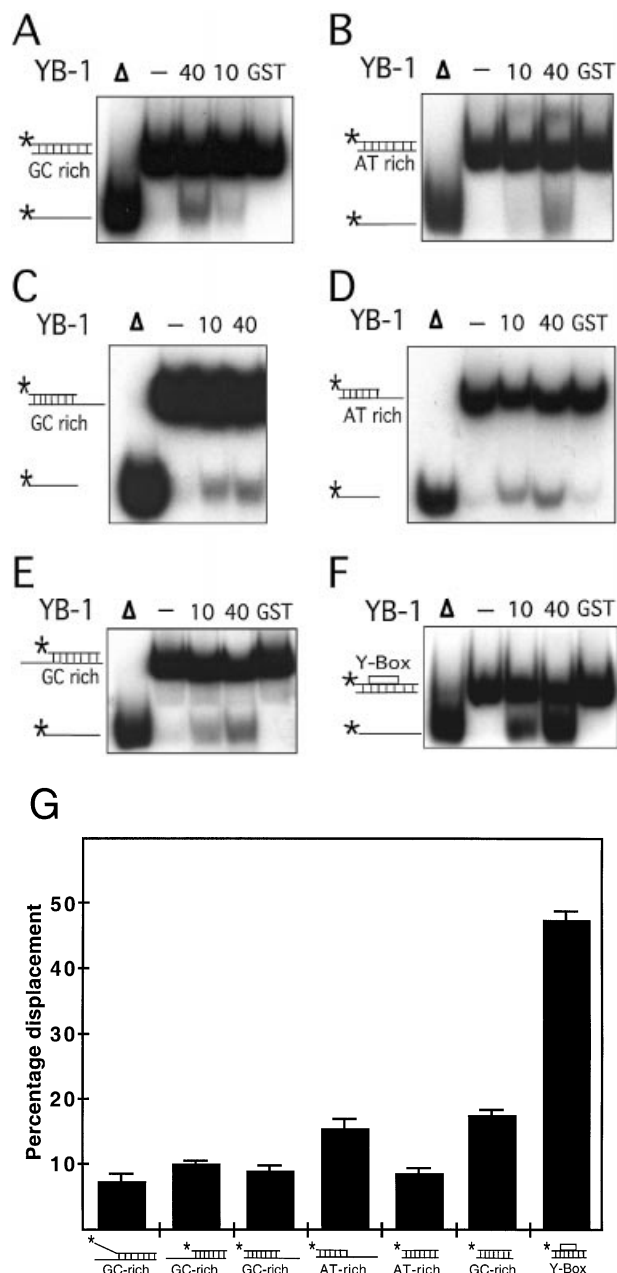 A
YB-1 Δ – 40 10 GST
*
GC rich
*
B
YB-1 Δ – 10 40 GST
*
AT rich
*
C
YB-1 Δ – 10 40
*
GC rich
*
D
YB-1 Δ – 10 40 GST
*
AT rich
*
E
YB-1 Δ – 10 40 GST
*
GC rich
*
F
YB-1 Δ – 10 40 GST
Y-Box
*
*
G
Percentage displacement
50
40
30
20
10
* * * * * * *
GC-rich GC-rich GC-rich AT-rich AT-rich GC-rich Y-Box